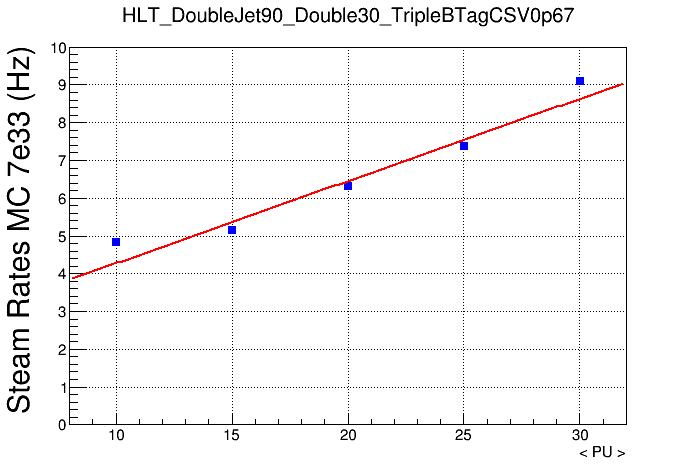 HLT_DoubleJet90_Double30_TripleBTagCSV0p67
Steam Rates MC 7e33 (Hz)
10
9
8
7
6
5
4
3
2
1
0
10 15 20 25 30
< PU >